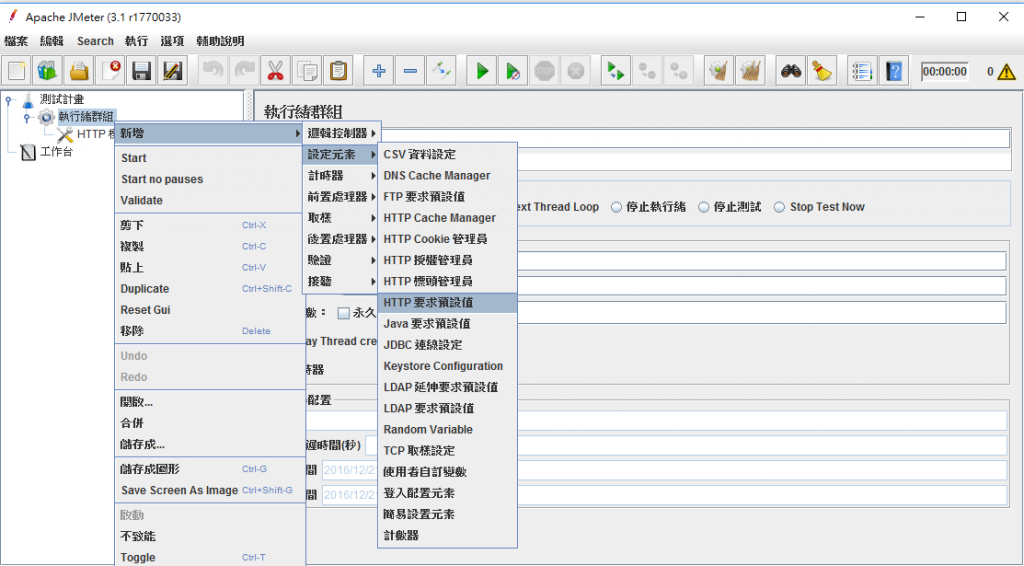 Apache JMeter (3.1 r1770033)
檔案 編輯 Search 執行 選項 輔助說明
00:00:00 0
測試計畫
執行緒群組
HTTP
工作台
執行緒群組
新增
Start
Start no pauses
Validate
剪下 Ctrl-X
複製 Ctrl-C
貼上 Ctrl-V
Duplicate Ctrl+Shift-C
Reset Gui
移除 Delete
Undo
Redo
開啟...
合併
儲存成...
儲存成圖形 Ctrl-G
Save Screen As Image Ctrl+Shift-G
啟動
不致能
Toggle Ctrl-T
邏輯控制器
設定元素
計時器
前置處理器
取樣
後置處理器
驗證
接聽
CSV 資料設定
DNS Cache Manager
FTP 要求預設值
HTTP Cache Manager
HTTP Cookie 管理員
HTTP 授權管理員
HTTP 標頭管理員
HTTP 要求預設值
Java 要求預設值
JDBC 連線設定
Keystore Configuration
LDAP 延伸要求預設值
LDAP 要求預設值
Random Variable
TCP 取樣設定
使用者自訂變數
登入配置元素
簡易設置元素
計數器
ext Thread Loop 停止執行緒 停止測試 Stop Test Now
數： 永久
ay Thread cre
時器
配置
遲時間(秒)
間 2016/12/2
間 2016/12/2